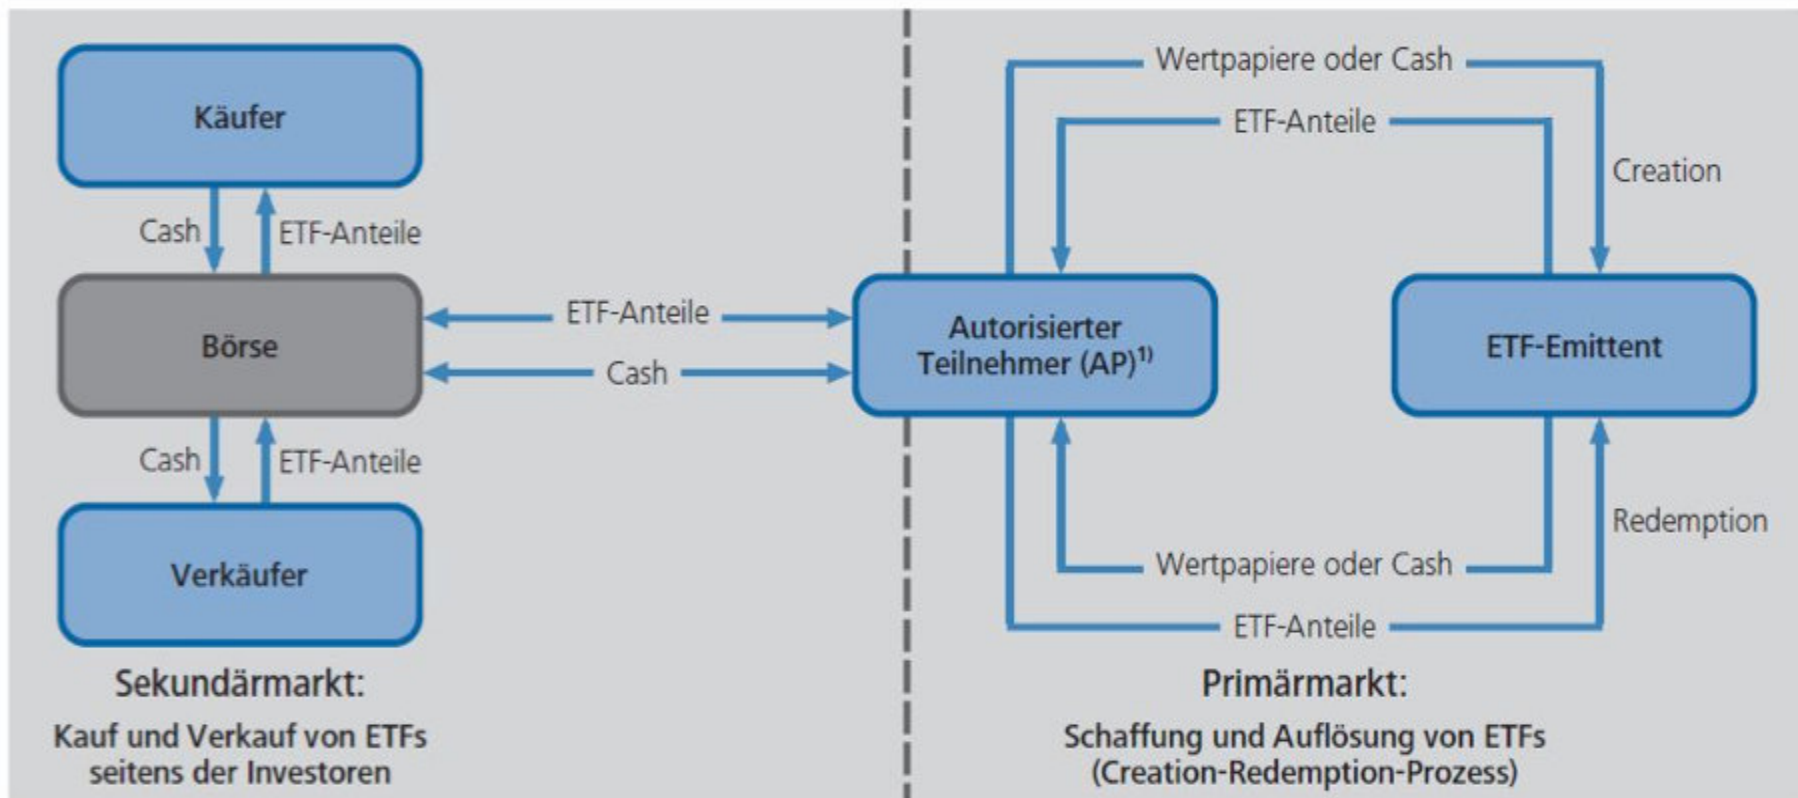 Käufer
Cash
ETF-Anteile
Börse
Cash
ETF-Anteile
Verkäufer
Sekundärmarkt:
Kauf und Verkauf von ETFs
seitens der Investoren
ETF-Anteile
Cash
Wertpapiere oder Cash
ETF-Anteile
Creation
Autorisierter
Teilnehmer (AP)¹⁾
ETF-Emittent
Redemption
Wertpapiere oder Cash
ETF-Anteile
Primärmarkt:
Schaffung und Auflösung von ETFs
(Creation-Redemption-Prozess)